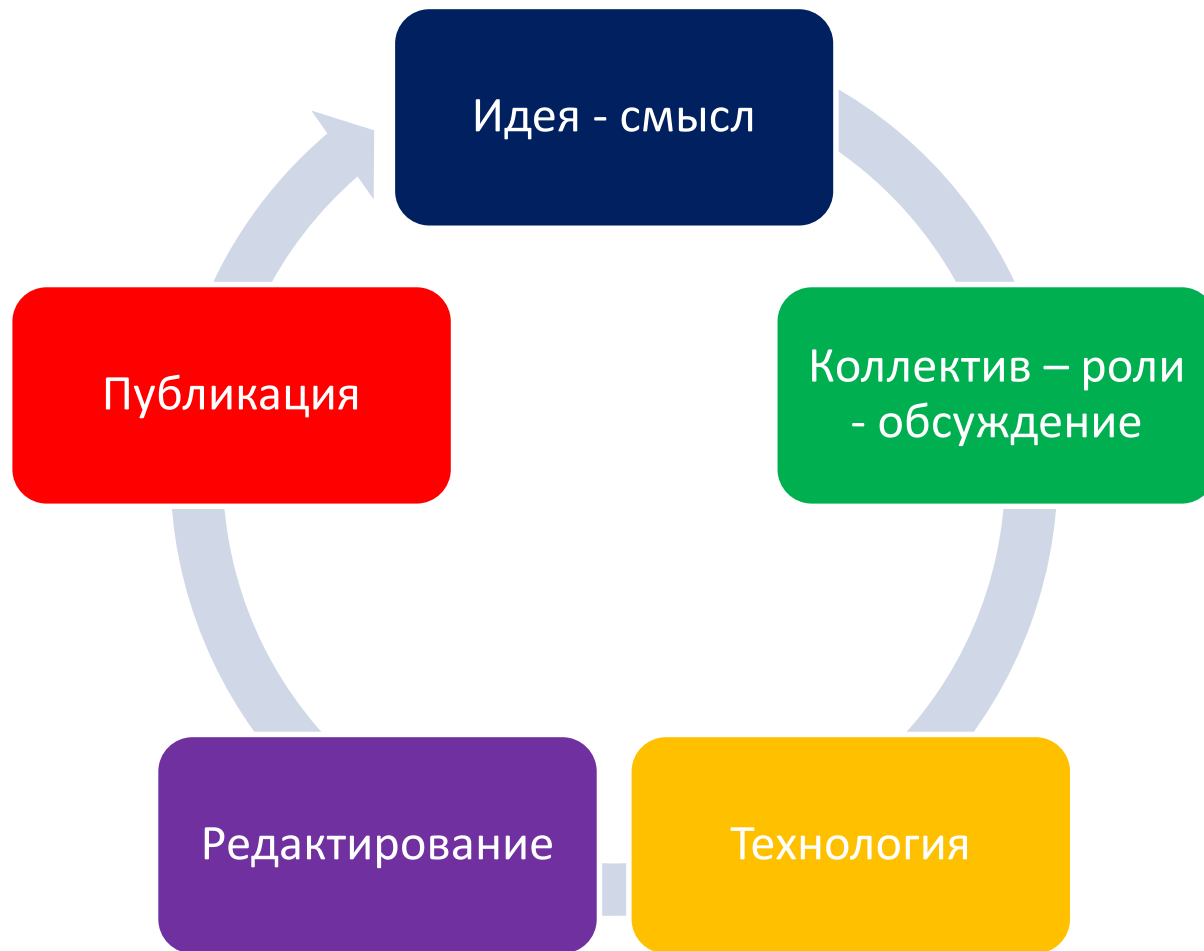 Идея - смысл
Коллектив – роли
- обсуждение
Технология
Редактирование
Публикация